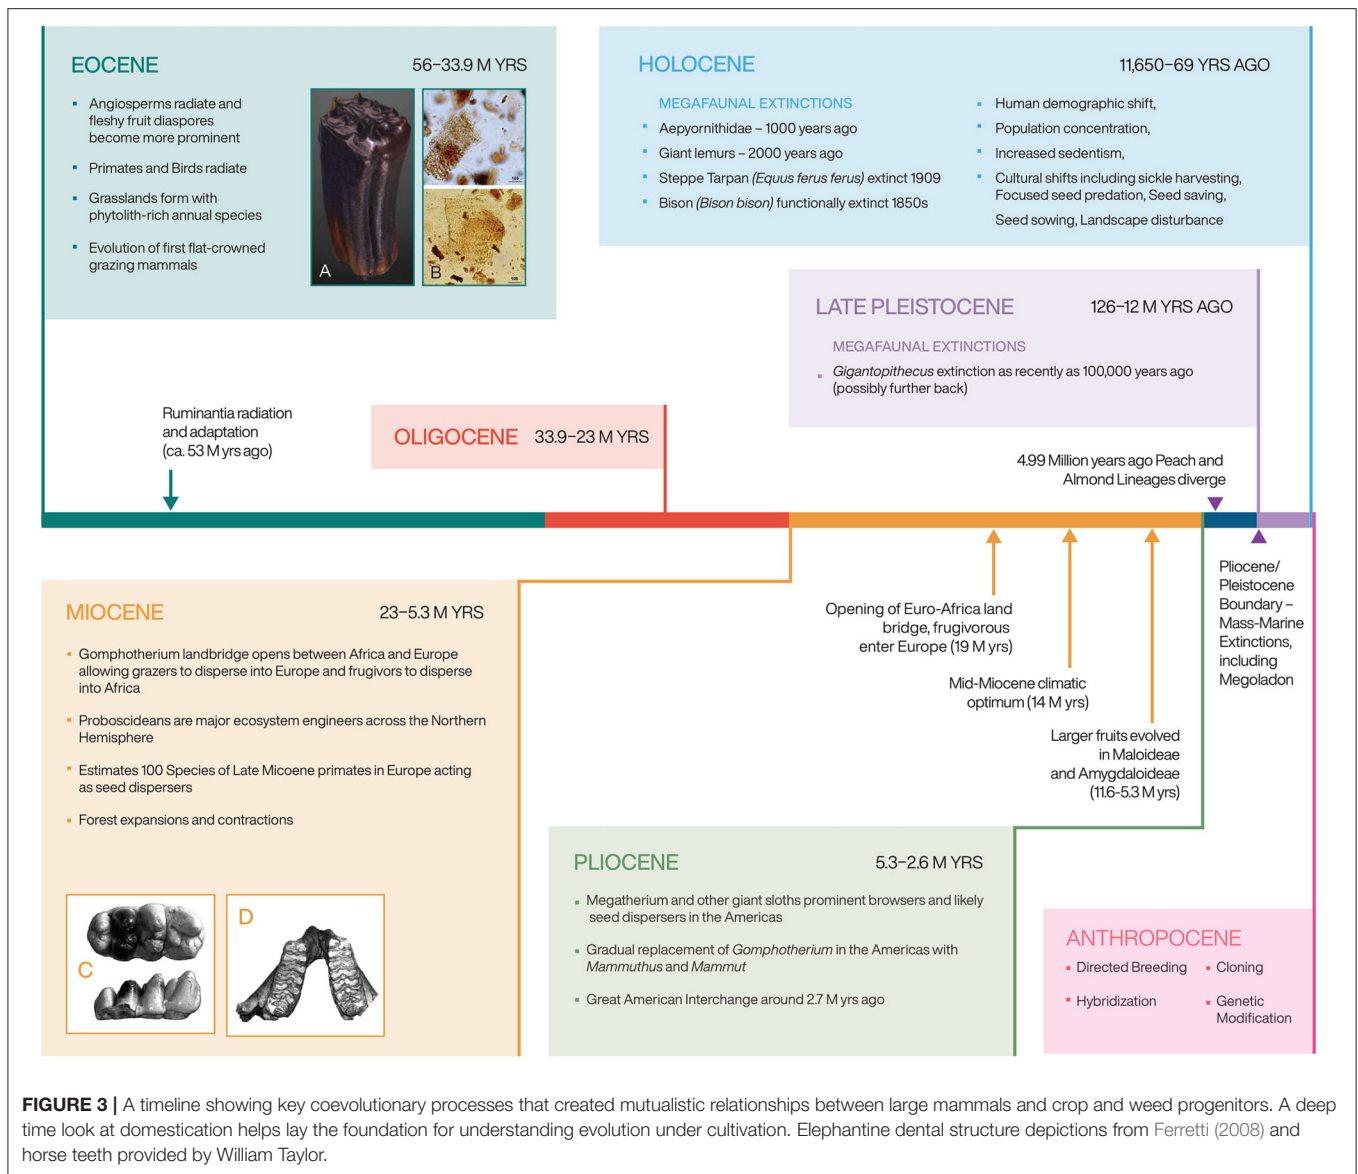 EOCENE
56–33.9 M YRS
▪ Angiosperms radiate and
fleshy fruit diaspores
become more prominent
▪ Primates and Birds radiate
▪ Grasslands form with
phytolith-rich annual species
▪ Evolution of first flat-crowned
grazing mammals
A
B
HOLOCENE
11,650–69 YRS AGO
MEGAFAUNAL EXTINCTIONS
▪ Aepyornithidae – 1000 years ago
▪ Giant lemurs – 2000 years ago
▪ Steppe Tarpan (Equus ferus ferus) extinct 1909
▪ Bison (Bison bison) functionally extinct 1850s
▪ Human demographic shift,
▪ Population concentration,
▪ Increased sedentism,
▪ Cultural shifts including sickle harvesting,
Focused seed predation, Seed saving,
Seed sowing, Landscape disturbance
LATE PLEISTOCENE
126–12 M YRS AGO
MEGAFAUNAL EXTINCTIONS
▪ Gigantopithecus extinction as recently as 100,000 years ago
(possibly further back)
Ruminantia radiation
and adaptation
(ca. 53 M yrs ago)
OLIGOCENE
33.9–23 M YRS
4.99 Million years ago Peach and
Almond Lineages diverge
MIOCENE
23–5.3 M YRS
▪ Gomphotherium landbridge opens between Africa and Europe
allowing grazers to disperse into Europe and frugivors to disperse
into Africa
▪ Proboscideans are major ecosystem engineers across the Northern
Hemisphere
▪ Estimates 100 Species of Late Micoene primates in Europe acting
as seed dispersers
▪ Forest expansions and contractions
C
D
Opening of Euro-Africa land
bridge, frugivorous
enter Europe (19 M yrs)
Mid-Miocene climatic
optimum (14 M yrs)
Larger fruits evolved
in Maloideae
and Amygdaloideae
(11.6-5.3 M yrs)
Pliocene/
Pleistocene
Boundary –
Mass-Marine
Extinctions,
including
Megoladon
PLIOCENE
5.3–2.6 M YRS
▪ Megatherium and other giant sloths prominent browsers and likely
seed dispersers in the Americas
▪ Gradual replacement of Gomphotherium in the Americas with
Mammuthus and Mammut
▪ Great American Interchange around 2.7 M yrs ago
ANTHROPOCENE
▪ Directed Breeding
▪ Cloning
▪ Hybridization
▪ Genetic
Modification
FIGURE 3 | A timeline showing key coevolutionary processes that created mutualistic relationships between large mammals and crop and weed progenitors. A deep
time look at domestication helps lay the foundation for understanding evolution under cultivation. Elephantine dental structure depictions from Ferretti (2008) and
horse teeth provided by William Taylor.